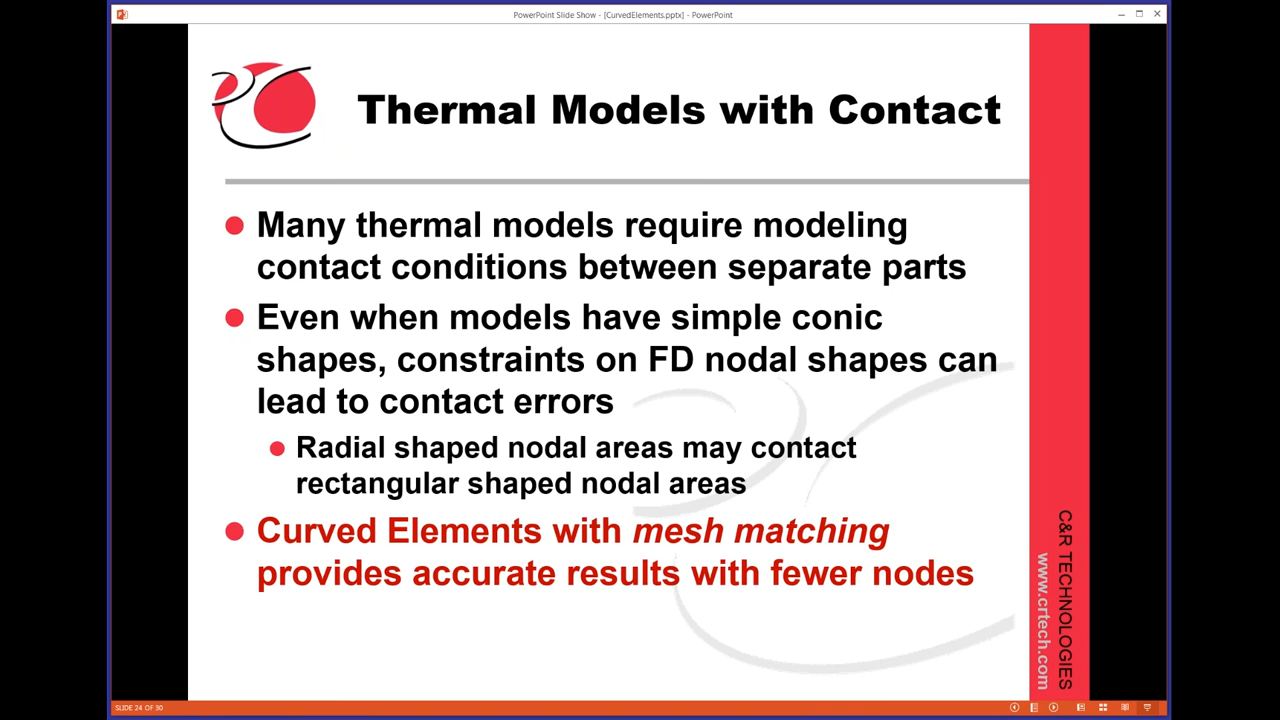 PowerPoint Slide Show - [CurvedElements.pptx] - PowerPoint
Thermal Models with Contact
Many thermal models require modeling
contact conditions between separate parts
Even when models have simple conic
shapes, constraints on FD nodal shapes can
lead to contact errors
Radial shaped nodal areas may contact
rectangular shaped nodal areas
Curved Elements with mesh matching
provides accurate results with fewer nodes
C&R TECHNOLOGIES
www.crtech.com
SLIDE 24 OF 30